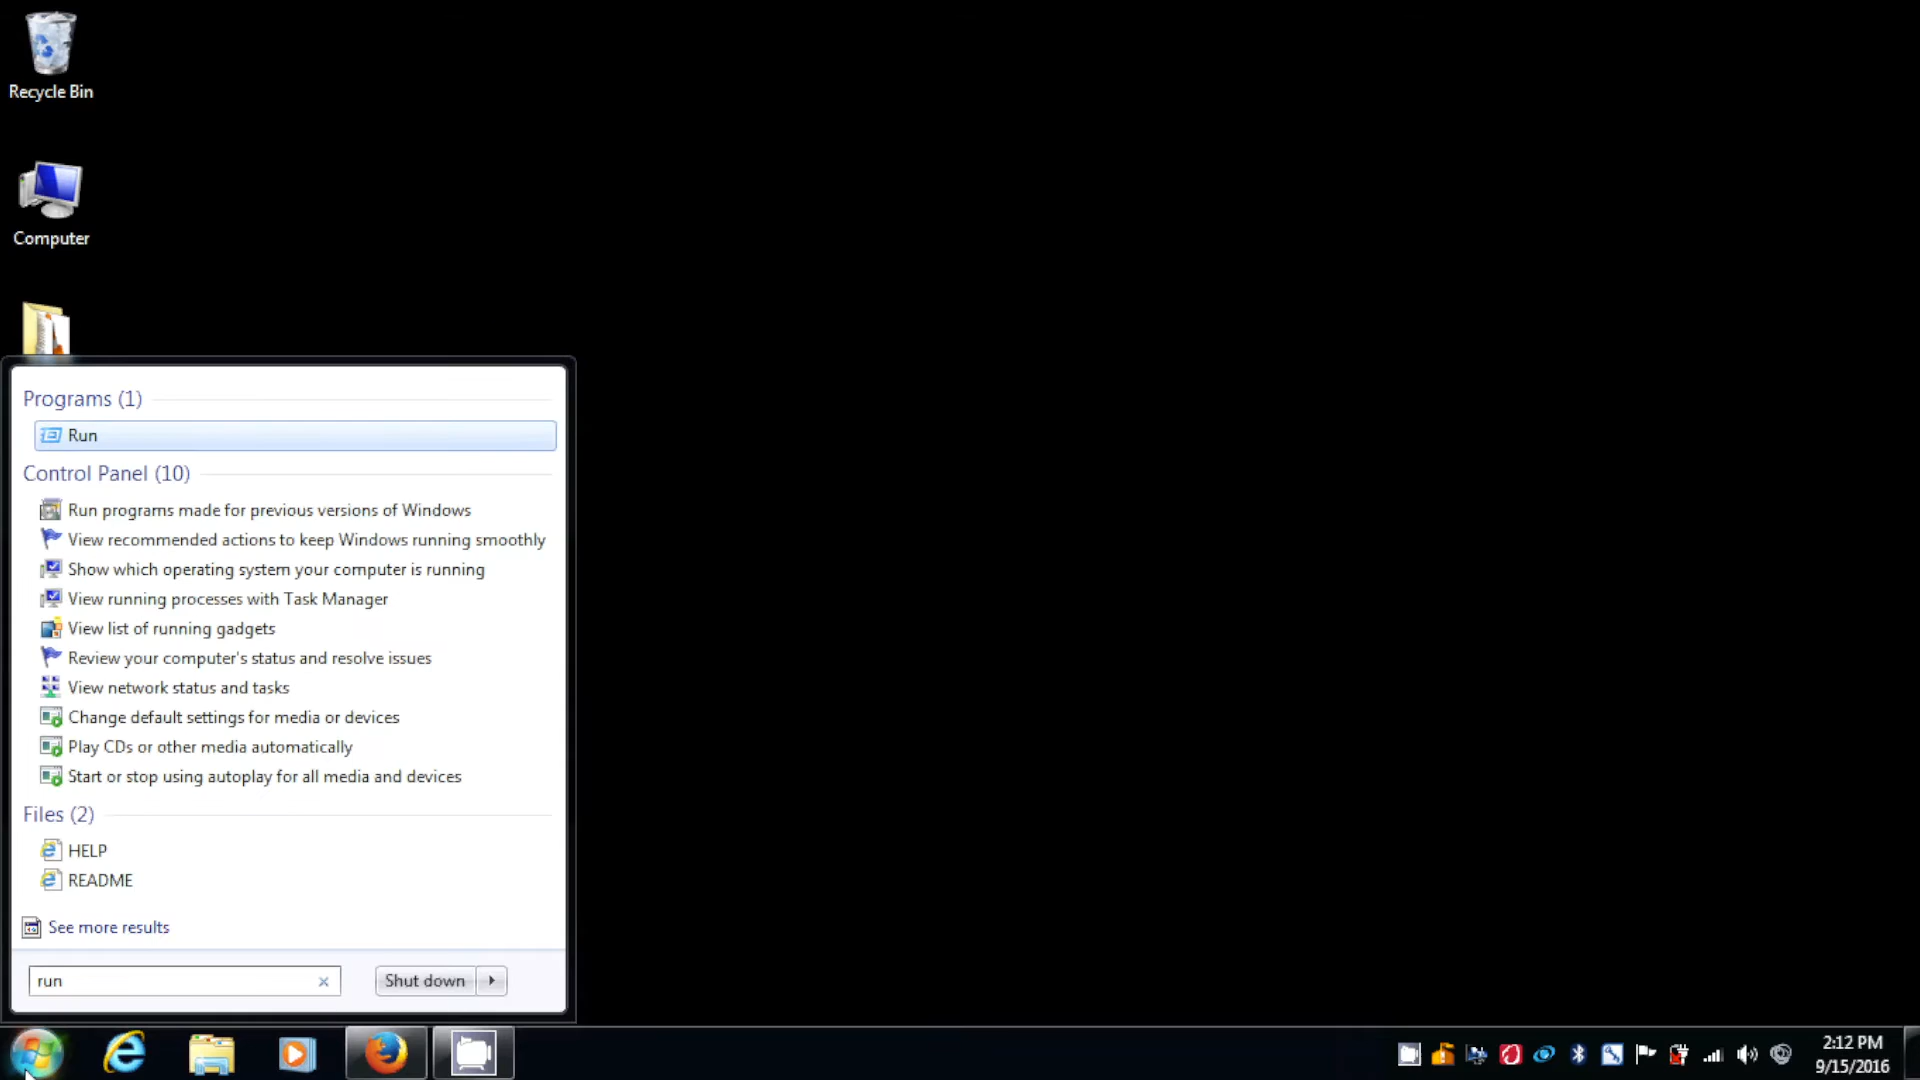 Recycle Bin
Computer
Programs (1)
Run
Control Panel (10)
Run programs made for previous versions of Windows
View recommended actions to keep Windows running smoothly
Show which operating system your computer is running
View running processes with Task Manager
View list of running gadgets
Review your computer's status and resolve issues
View network status and tasks
Change default settings for media or devices
Play CDs or other media automatically
Start or stop using autoplay for all media and devices
Files (2)
HELP
README
See more results
run
Shut down
2:12 PM
9/15/2016